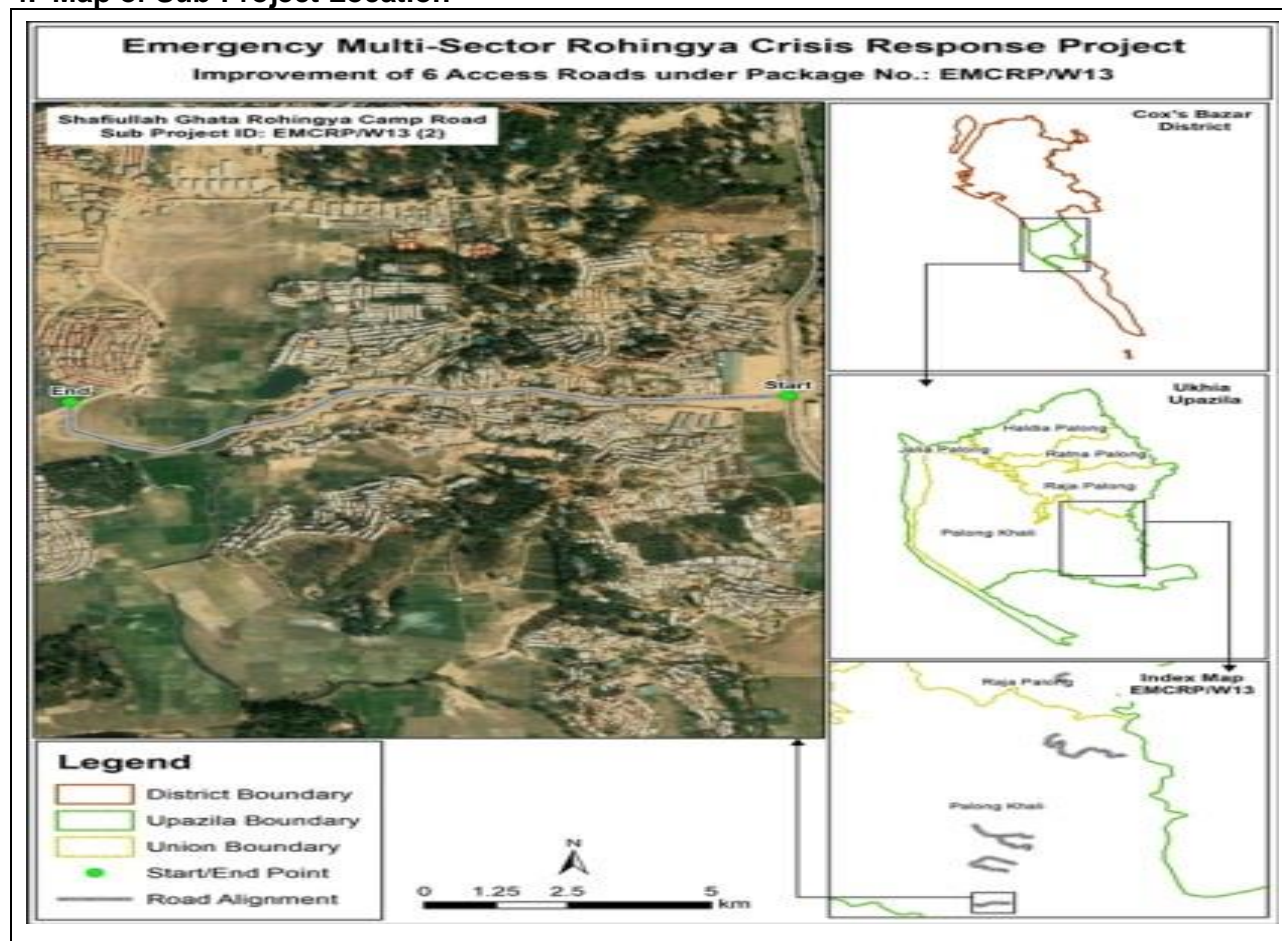 Emergency Multi-Sector Rohingya Crisis Response Project
Improvement of 6 Access Roads under Package No.: EMCRP/W13
Shafiullah Ghata Rohingya Camp Road
Sub Project ID: EMCRP/W13 (2)
End
Start
Cox's Bazar
District
Ukhia
Upazila
Haldia Palong
Jalia Palong
Ratna Palong
Raja Palong
Palong Khali
Index Map
EMCRP/W13
Raja Palong
Palong Khali
Legend
District Boundary
Upazila Boundary
Union Boundary
Start/End Point
Road Alignment
N
0 1.25 2.5 5
km